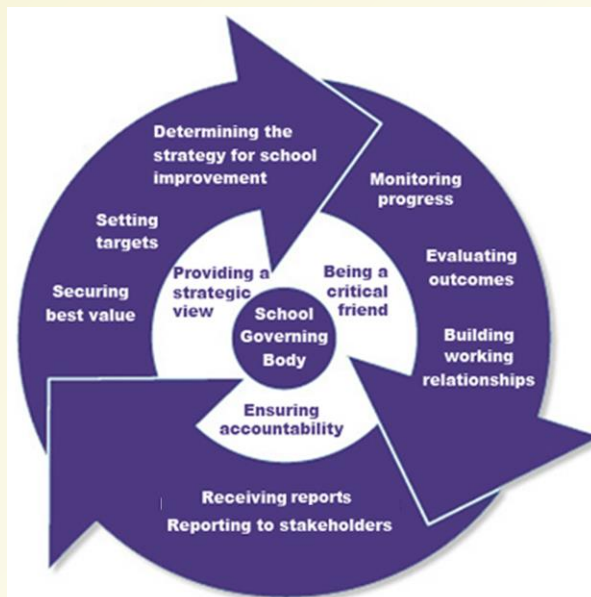 Determining the
strategy for school
improvement
Setting
targets
Securing
best value
Providing a
strategic
view
Monitoring
progress
Evaluating
outcomes
Building
working
relationships
Being a
critical
friend
School
Governing
Body
Ensuring
accountability
Receiving reports
Reporting to stakeholders